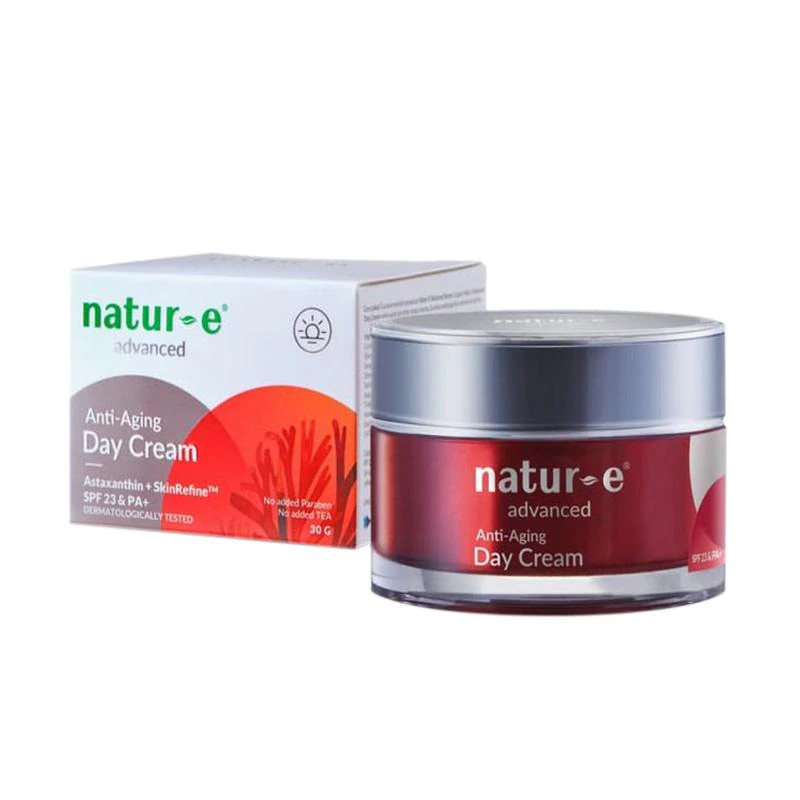 natur-e®
advanced
Anti-Aging
Day Cream
Astaxanthin + SkinRefine™
SPF 23 & PA+
DERMATOLOGICALLY TESTED
No added Paraben
No added TEA
30 G
natur-e
natur-e®
advanced
Anti-Aging
Day Cream
SPF 23 & PA+